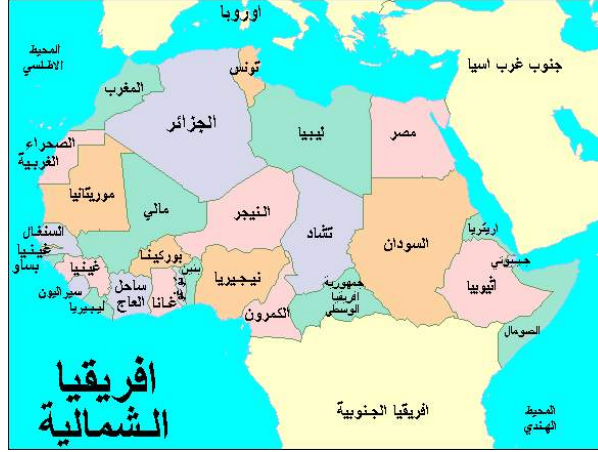 اوروبا
المحيط
الاطلسي
جنوب غرب اسيا
تونس
المغرب
الجزائر
ليبيا
مصر
الصحراء
الغربية
موريتانيا
مالي
النيجر
تشاد
السودان
اريتريا
السنغال
غينيا
بساو
غينيا
بوركينا
بنين
نيجيريا
جمهورية
افريقيا
الوسطى
جيبوتي
اثيوبيا
سيراليون
ليبيريا
ساحل
العاج
غانا
الكمرون
الصومال
افريقيا
الشمالية
افريقيا الجنوبية
المحيط
الهندي